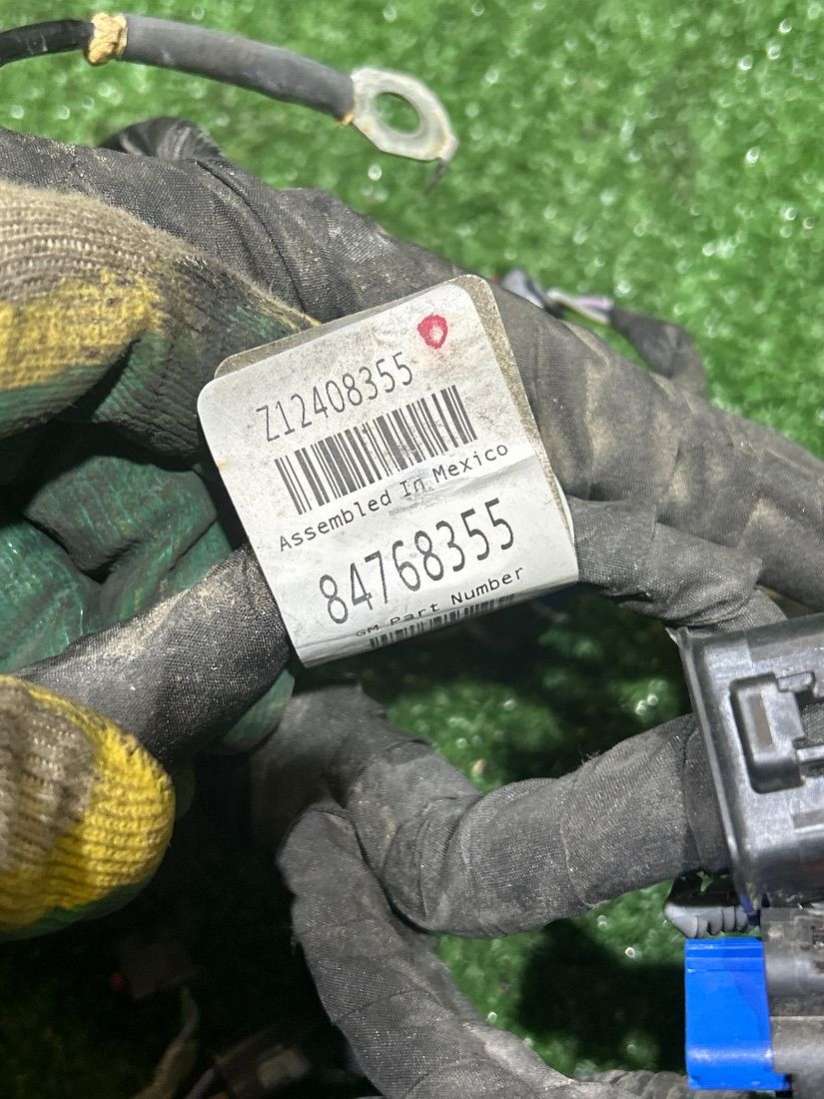 Z12408355
Assembled In Mexico
84768355
GM Part Number